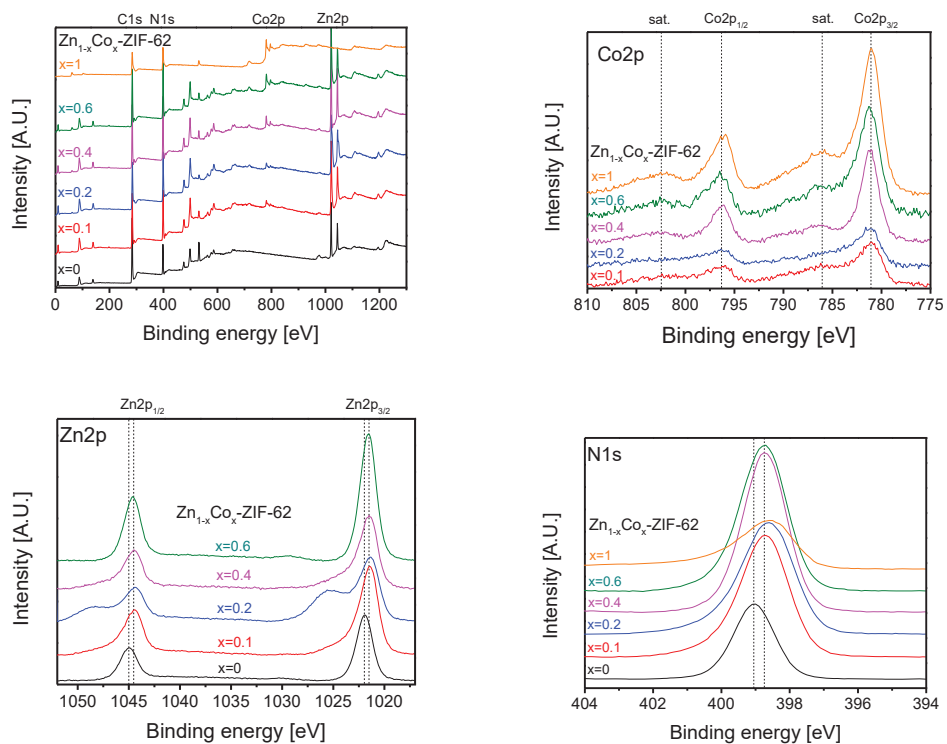 C1s N1s Co2p Zn2p
Zn1-xCox-ZIF-62
x=1
x=0.6
x=0.4
x=0.2
x=0.1
x=0
Intensity [A.U.]
0 200 400 600 800 1000 1200
Binding energy [eV]
sat. Co2p1/2 sat. Co2p3/2
Co2p
Zn1-xCox-ZIF-62
x=1
x=0.6
x=0.4
x=0.2
x=0.1
Intensity [A.U.]
810 805 800 795 790 785 780 775
Binding energy [eV]
Zn2p1/2 Zn2p3/2
Zn2p
Zn1-xCox-ZIF-62
x=0.6
x=0.4
x=0.2
x=0.1
x=0
Intensity [A.U.]
1050 1045 1040 1035 1030 1025 1020
Binding energy [eV]
N1s
Zn1-xCox-ZIF-62
x=1
x=0.6
x=0.4
x=0.2
x=0.1
x=0
Intensity [A.U.]
404 402 400 398 396 394
Binding energy [eV]